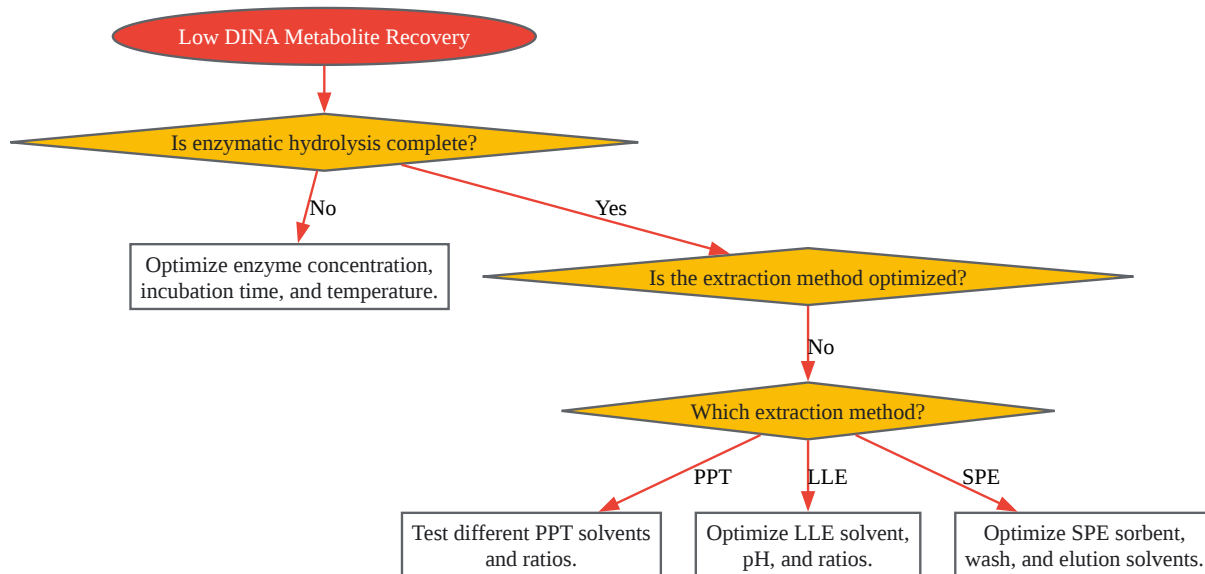 Low DINA Metabolite Recovery
Is enzymatic hydrolysis complete?
No
Yes
Optimize enzyme concentration,
incubation time, and temperature.
Is the extraction method optimized?
No
Which extraction method?
PPT
LLE
SPE
Test different PPT solvents
and ratios.
Optimize LLE solvent,
pH, and ratios.
Optimize SPE sorbent,
wash, and elution solvents.